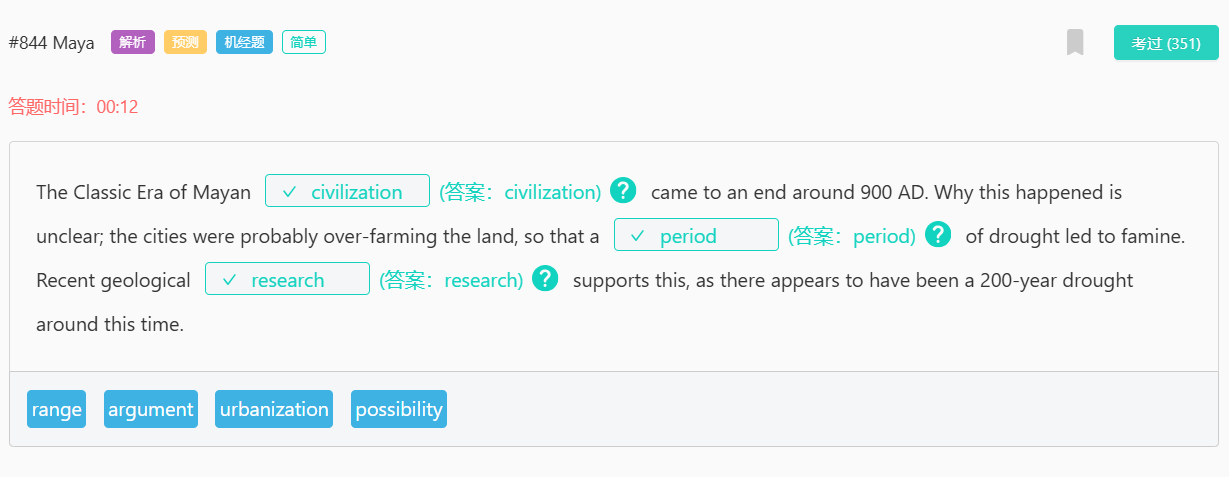 #844 Maya 解析 预测 机经题 简单 考过 (351)
答题时间：00:12
The Classic Era of Mayan ✓ civilization (答案：civilization) ? came to an end around 900 AD. Why this happened is
unclear; the cities were probably over-farming the land, so that a ✓ period (答案：period) ? of drought led to famine.
Recent geological ✓ research (答案：research) ? supports this, as there appears to have been a 200-year drought
around this time.
range argument urbanization possibility